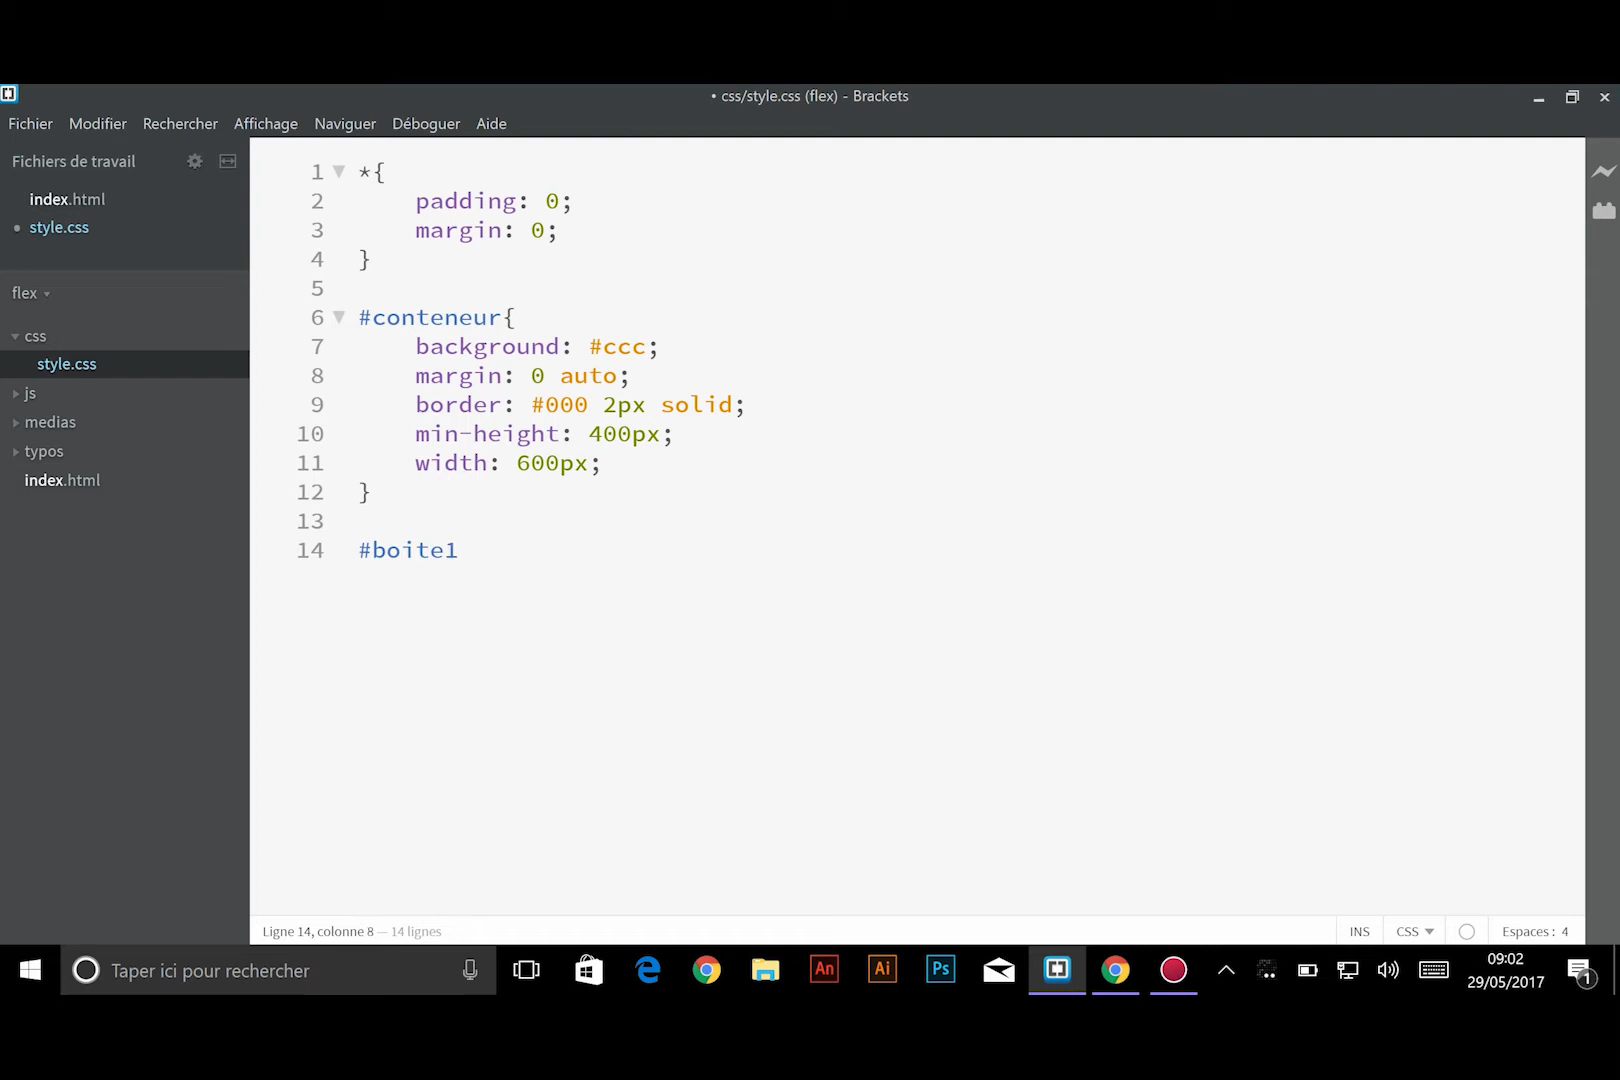 • css/style.css (flex) - Brackets
Fichier Modifier Rechercher Affichage Naviguer Déboguer Aide
Fichiers de travail
index.html
• style.css
flex
css
style.css
js
medias
typos
index.html
1 *{
2 padding: 0;
3 margin: 0;
4 }
5
6 #conteneur{
7 background: #ccc;
8 margin: 0 auto;
9 border: #000 2px solid;
10 min-height: 400px;
11 width: 600px;
12 }
13
14 #boite1
Ligne 14, colonne 8 — 14 lignes
INS CSS Espaces : 4
Taper ici pour rechercher
An Ai Ps
09:02
29/05/2017
1